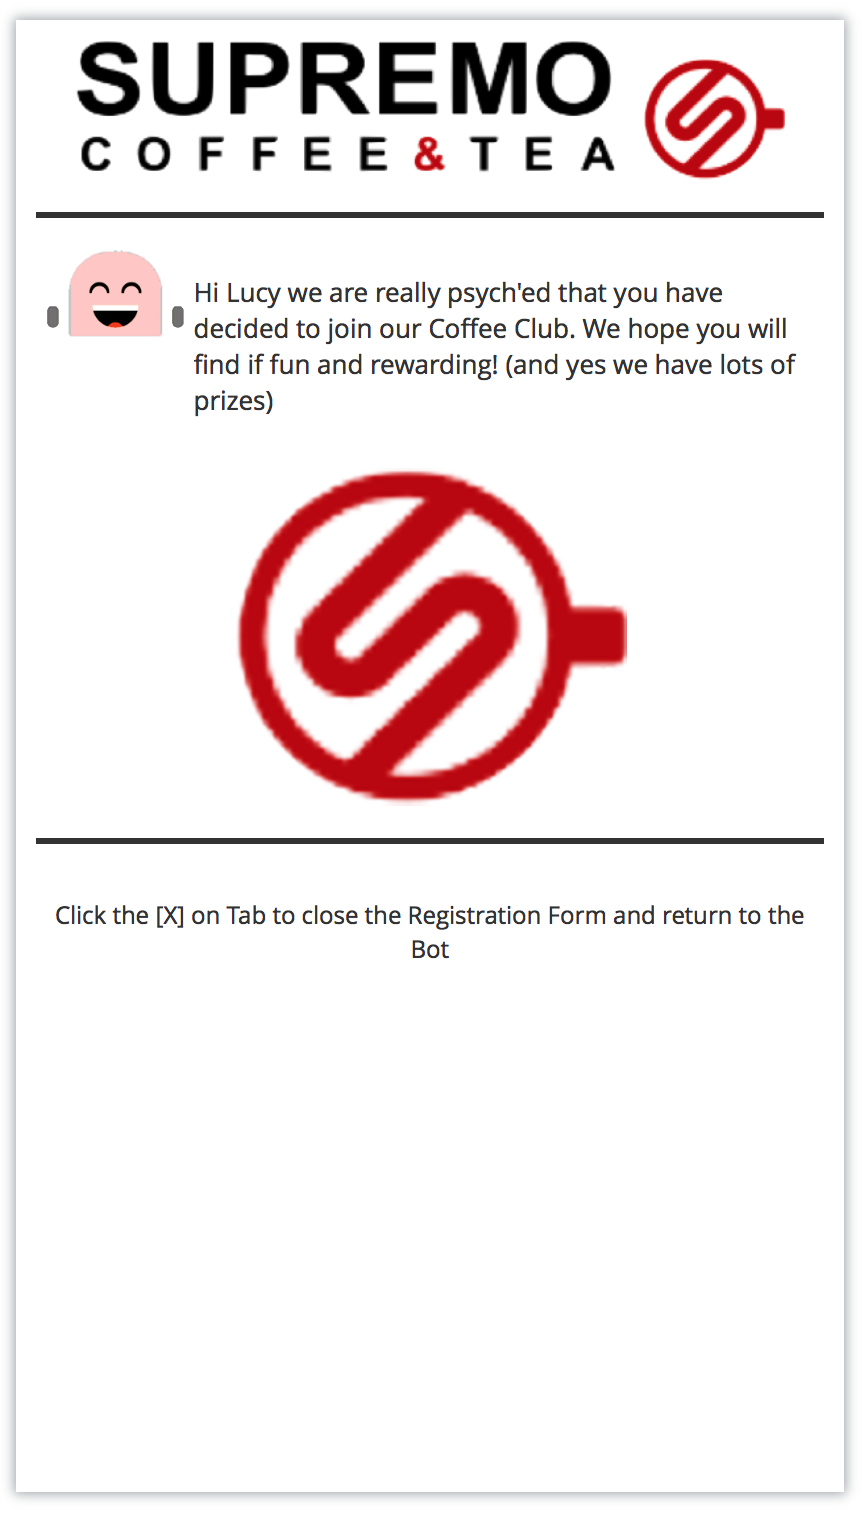 SUPREMO
COFFEE & TEA
Hi Lucy we are really psych'ed that you have
decided to join our Coffee Club. We hope you will
find if fun and rewarding! (and yes we have lots of
prizes)
Click the [X] on Tab to close the Registration Form and return to the
Bot